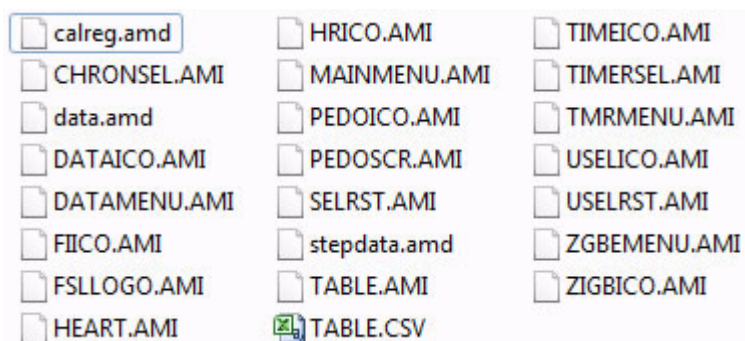 calreg.amd
CHRONSEL.AMI
data.amd
DATAICO.AMI
DATAMENU.AMI
FIICO.AMI
FSLLOGO.AMI
HEART.AMI
HRICO.AMI
MAINMENU.AMI
PEDOICO.AMI
PEDOSCR.AMI
SELRST.AMI
stepdata.amd
TABLE.AMI
TABLE.CSV
TIMEICO.AMI
TIMERSEL.AMI
TMRMENU.AMI
USELICO.AMI
USELRST.AMI
ZGBEMENU.AMI
ZIGBICO.AMI